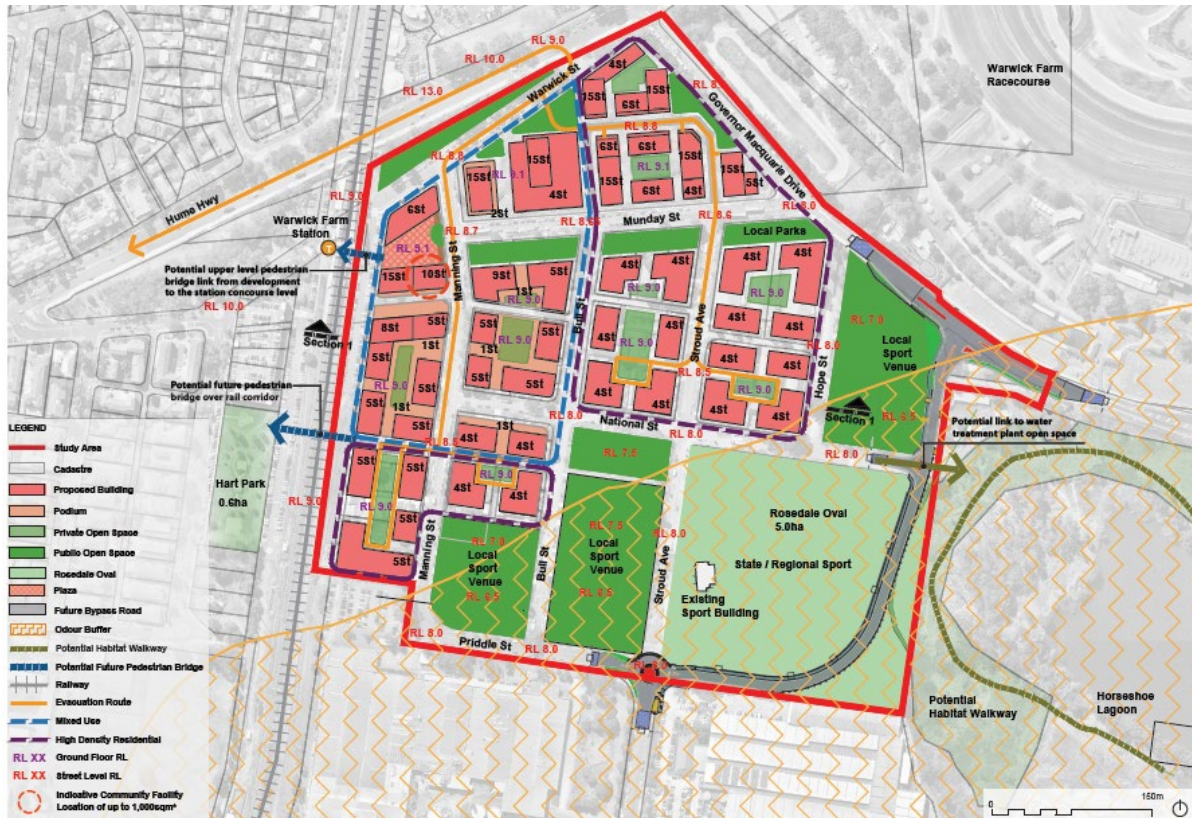 RL 9.0
RL 10.0
RL 13.0
Warwick St
4St
RL 8.
Warwick Farm
Racecourse
15St
15St
6St
Governor Macquarie Drive
RL 8.8
RL 8.8
6St
6St
15St
RL 9.1
15St
15St
15St
RL 9.1
15St
5St
4St
6St
4St
RL 9.0
Hume Hwy
6St
2St
Munday St
RL 8.6
RL 8.0
Warwick Farm
Station
T
RL 8.7
RL 9.1
Manning St
Local Parks
Potential upper level pedestrian
bridge link from development
to the station concourse level
15St
10St
9St
5St
1St
RL 9.0
4St
4St
RL 9.0
4St
4St
RL 9.0
RL 10.0
Section 1
8St
5St
1St
Bull St
Stroud Ave
Hope St
RL 7.0
Local
Sport
Venue
RL 8.0
5St
5St
RL 9.0
1St
5St
5St
5St
1St
5St
5St
RL 9.0
4St
4St
4St
4St
4St
4St
RL 8.5
4St
4St
RL 9.0
4St
4St
Potential future pedestrian
bridge over rail corridor
5St
5St
1St
4St
4St
RL 8.0
National St
RL 8.0
Section 1
RL 6.5
Potential link to water
treatment plant open space
RL 8.5
RL 7.5
RL 8.0
Hart Park
0.6ha
RL 9.0
5St
5St
RL 9.0
5St
5St
4St
4St
RL 9.0
Manning St
RL 7.0
Local
Sport
Venue
RL 6.5
Bull St
RL 7.5
Local
Sport
Venue
RL 6.5
RL 8.0
Stroud Ave
Rosedale Oval
5.0ha
State / Regional Sport
Existing
Sport Building
RL 8.0
Priddle St
RL 8.0
Potential
Habitat Walkway
Horseshoe
Lagoon
LEGEND
Study Area
Cadastre
Proposed Building
Podium
Private Open Space
Public Open Space
Rosedale Oval
Plaza
Future Bypass Road
Odour Buffer
Potential Habitat Walkway
Potential Future Pedestrian Bridge
Railway
Evacuation Route
Mixed Use
High Density Residential
RL XX Ground Floor RL
RL XX Street Level RL
Indicative Community Facility
Location of up to 1,000sqm*
0 150m